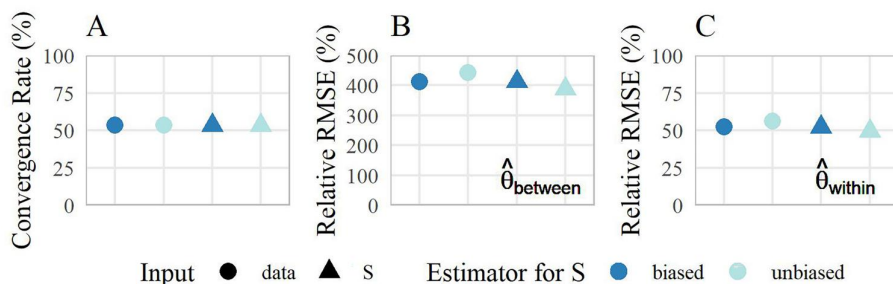 A
B
C
Convergence Rate (%)
100
75
50
25
0
Relative RMSE (%)
500
400
300
200
100
0
θ̂between
Relative RMSE (%)
100
75
50
25
0
θ̂within
Input data S Estimator for S biased unbiased